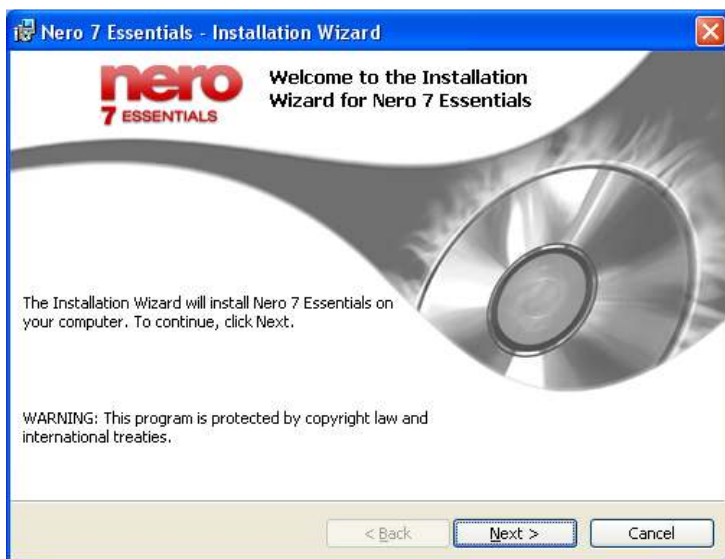 Nero 7 Essentials - Installation Wizard
nero
7 ESSENTIALS
Welcome to the Installation
Wizard for Nero 7 Essentials
The Installation Wizard will install Nero 7 Essentials on
your computer. To continue, click Next.
WARNING: This program is protected by copyright law and
international treaties.
< Back
Next >
Cancel